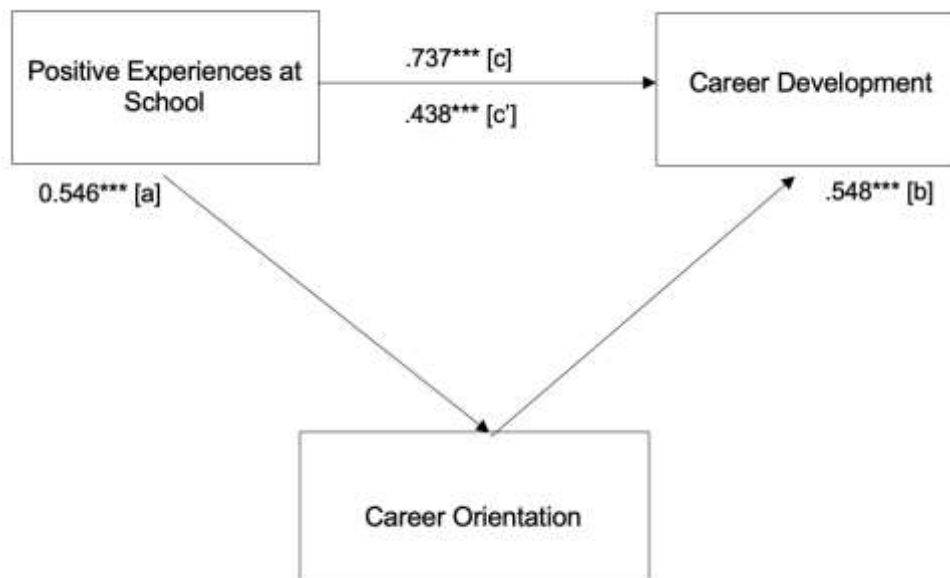 Positive Experiences at
School
.737*** [c]
.438*** [c']
Career Development
0.546*** [a]
.548*** [b]
Career Orientation